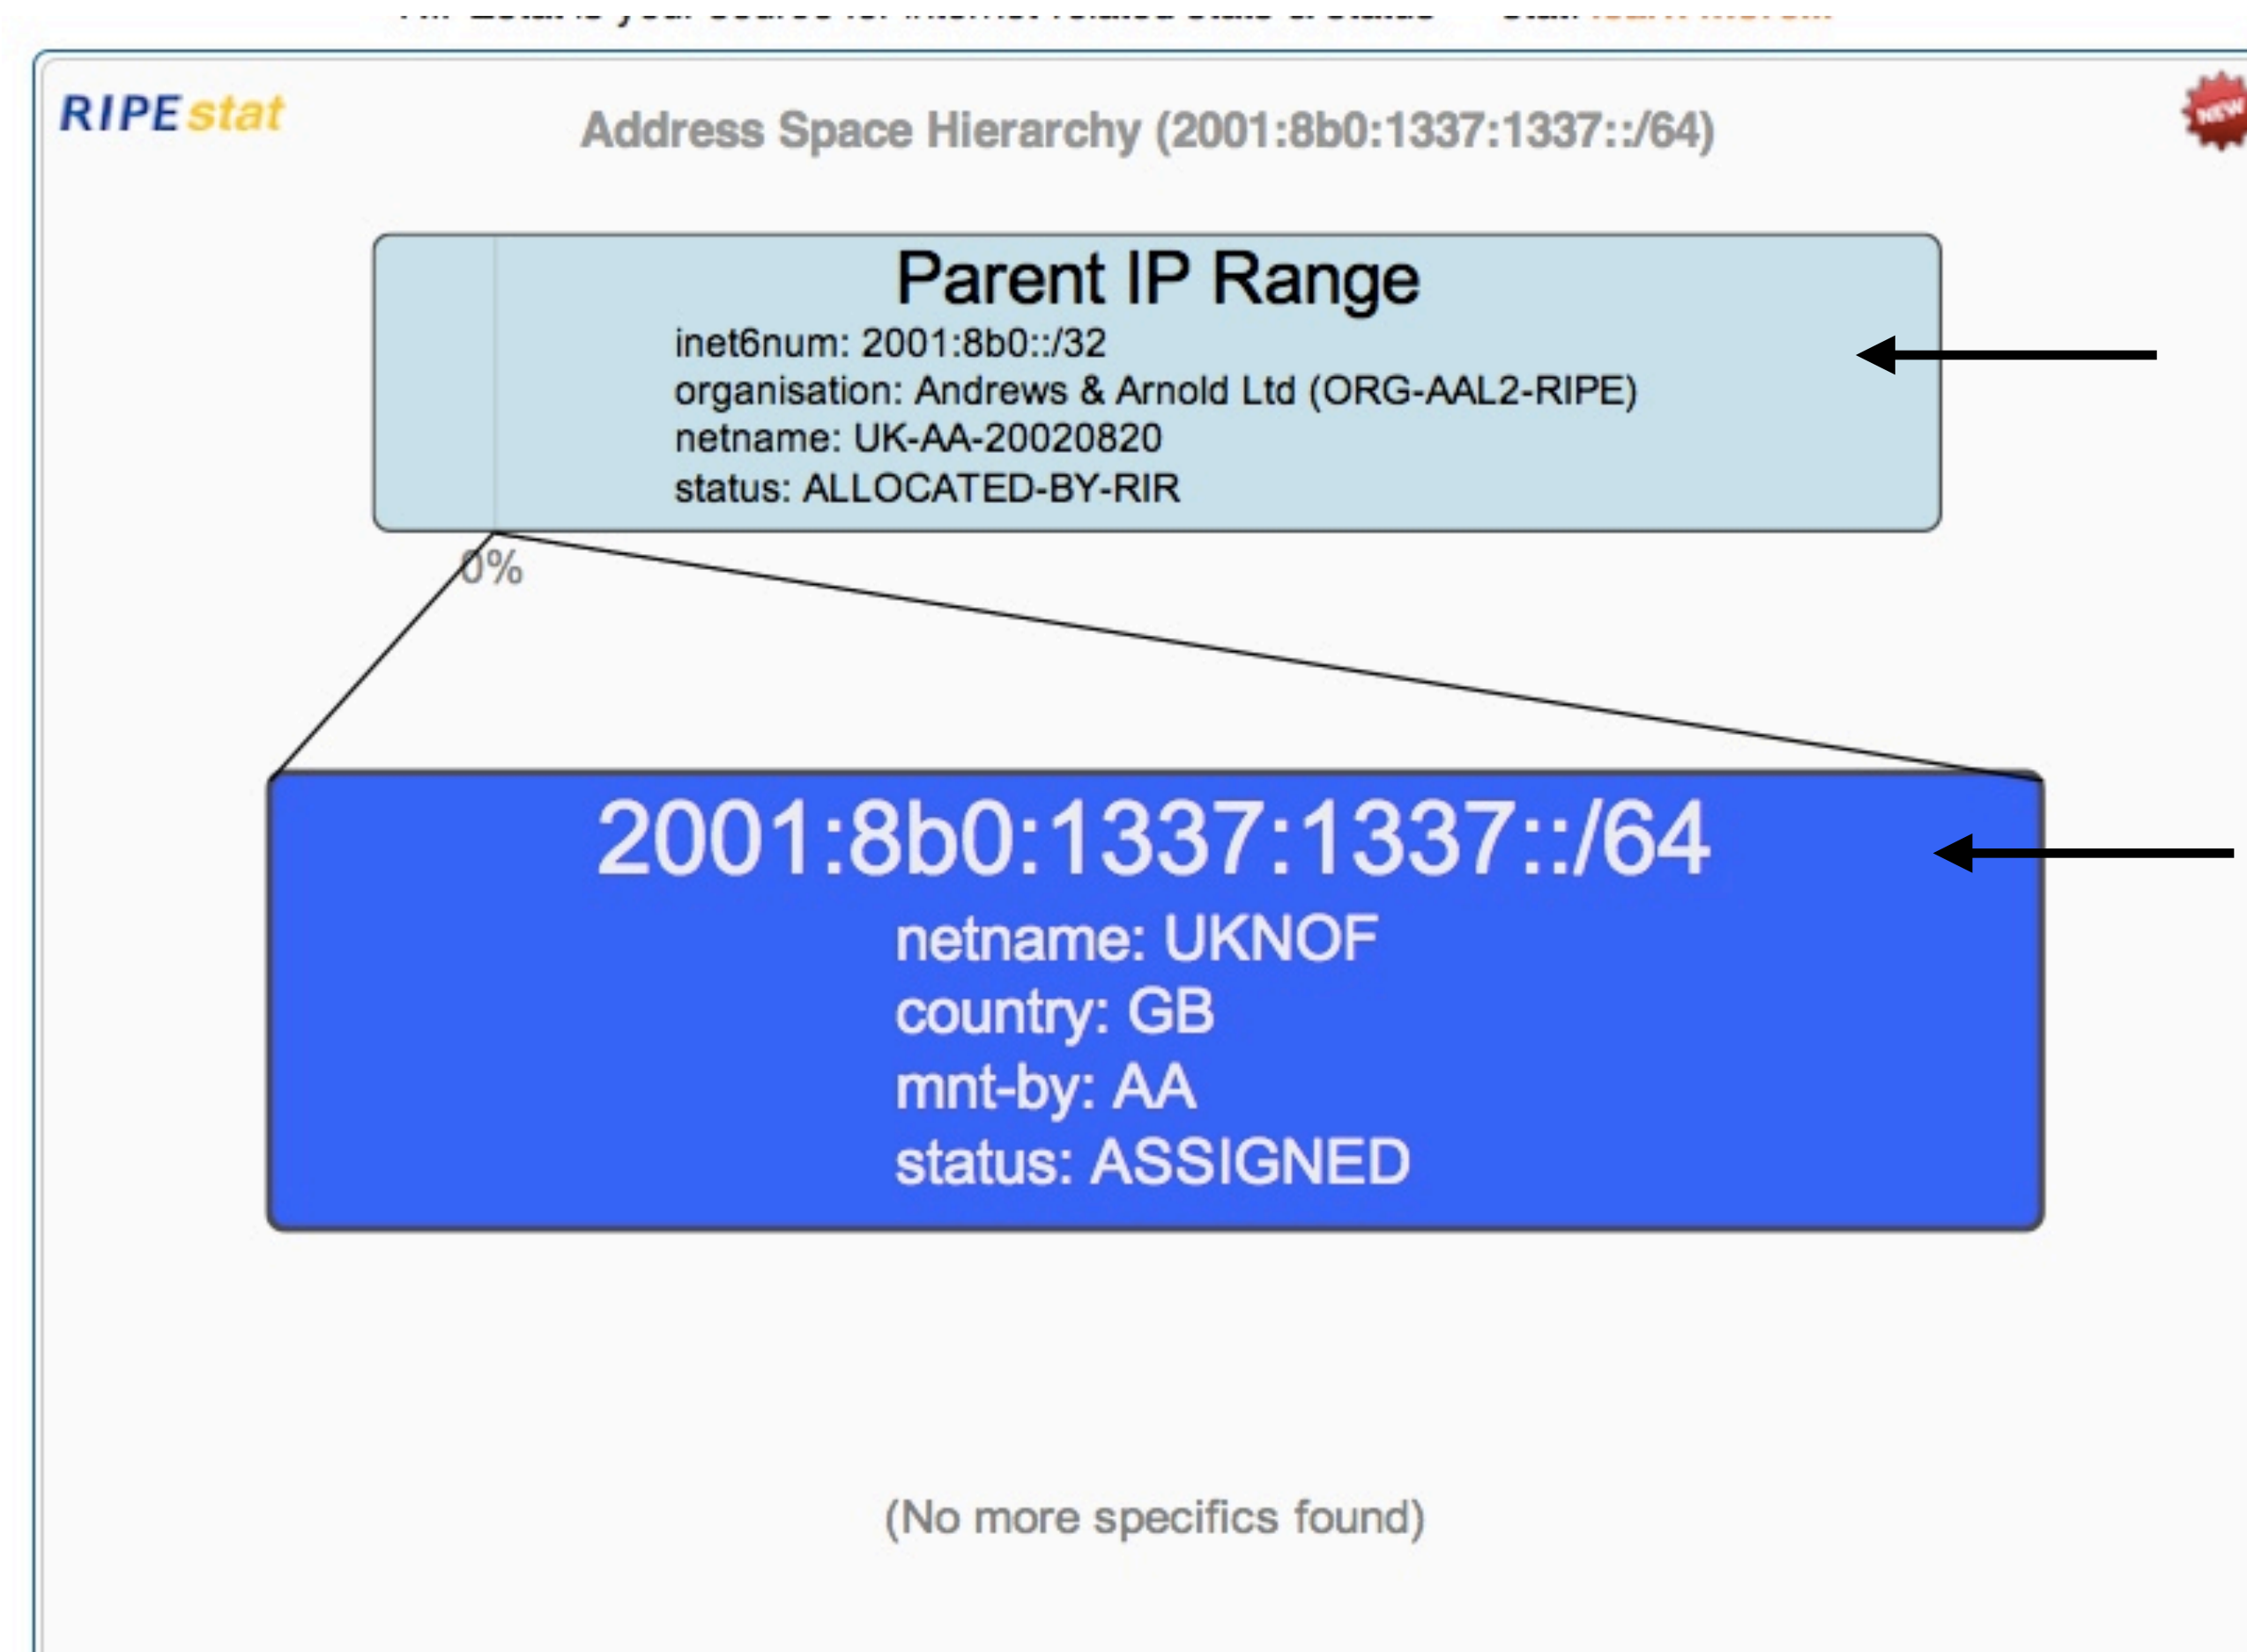 RIPEstat
NEW
Address Space Hierarchy (2001:8b0:1337:1337::/64)
Parent IP Range
inet6num: 2001:8b0::/32
organisation: Andrews & Arnold Ltd (ORG-AAL2-RIPE)
netname: UK-AA-20020820
status: ALLOCATED-BY-RIR
0%
2001:8b0:1337:1337::/64
netname: UKNOF
country: GB
mnt-by: AA
status: ASSIGNED
(No more specifics found)